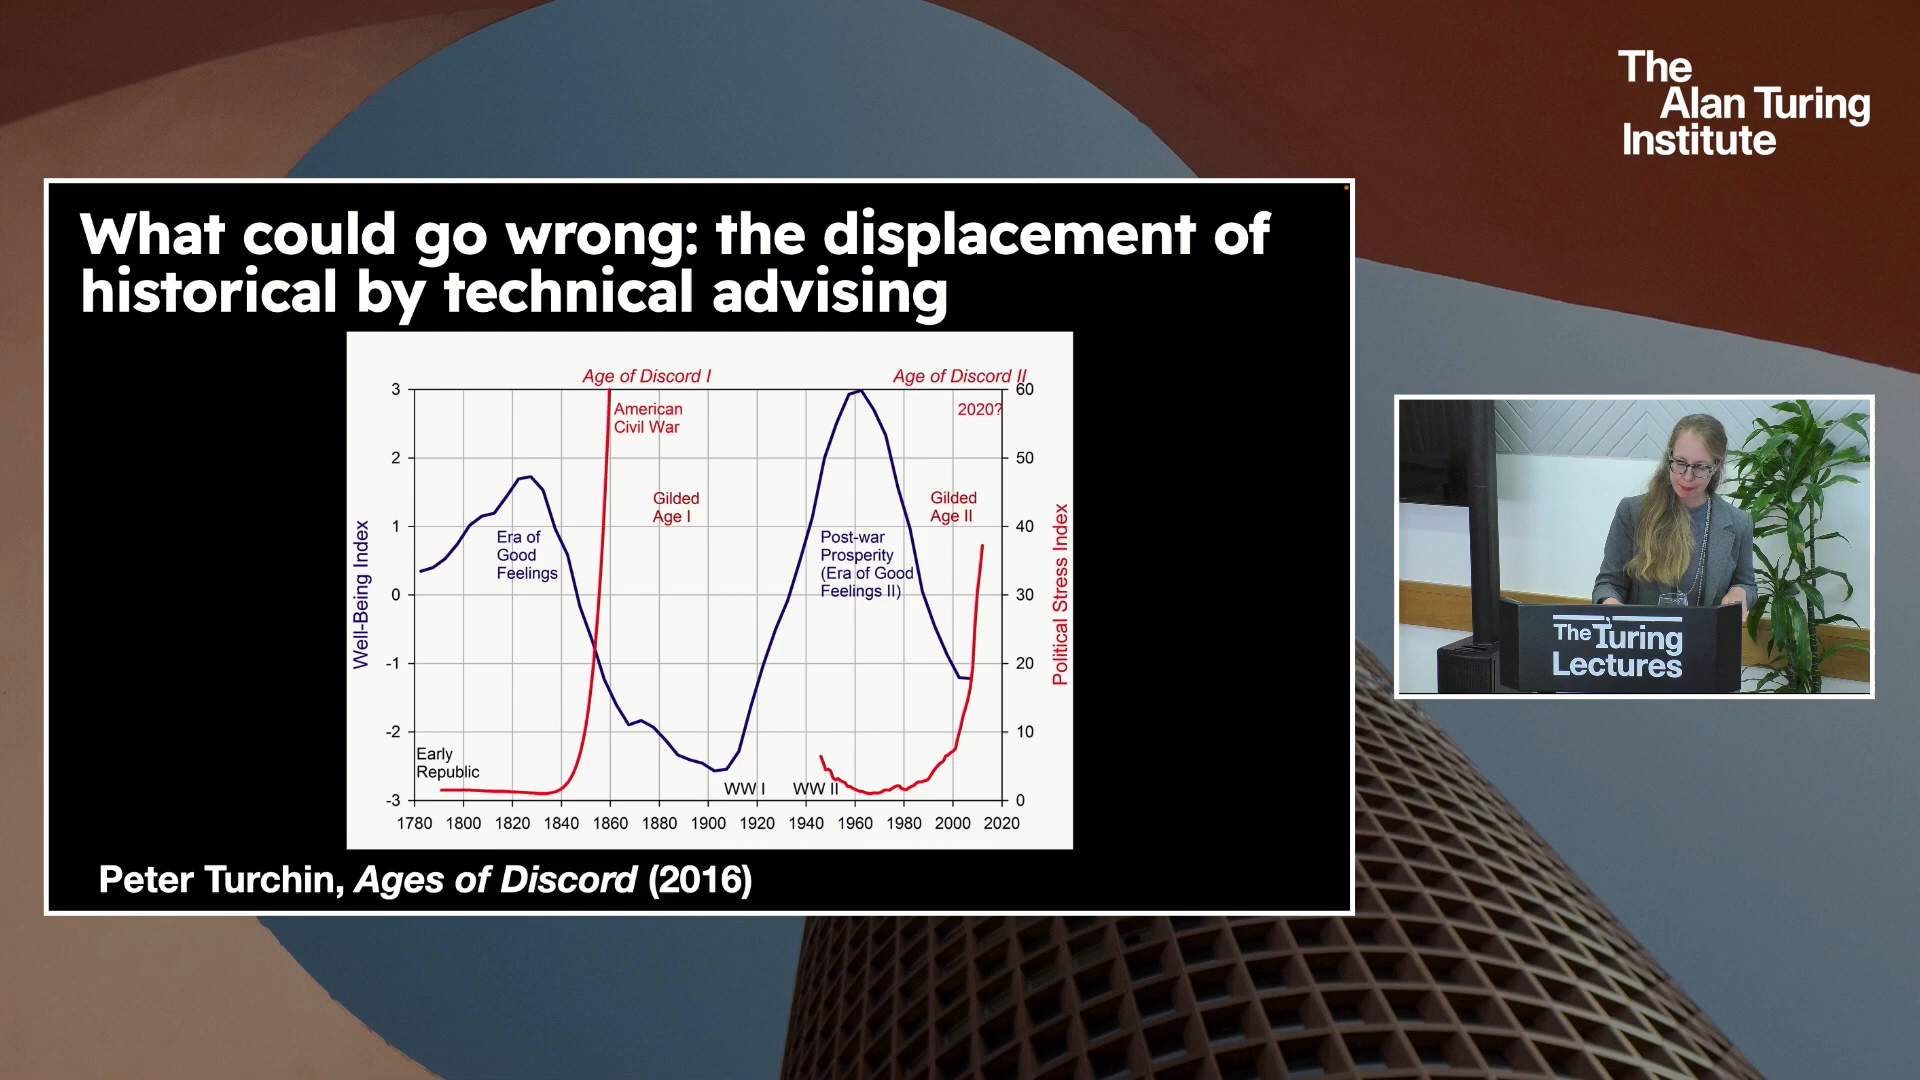 The
Alan Turing
Institute
What could go wrong: the displacement of
historical by technical advising
Age of Discord I
Age of Discord II
3
2
1
0
-1
-2
-3
60
50
40
30
20
10
0
American
Civil War
2020?
Gilded
Age I
Gilded
Age II
Era of
Good
Feelings
Post-war
Prosperity
(Era of Good
Feelings II)
Well-Being Index
Political Stress Index
Early
Republic
WW I
WW II
1780 1800 1820 1840 1860 1880 1900 1920 1940 1960 1980 2000 2020
Peter Turchin, Ages of Discord (2016)
The Turing
Lectures